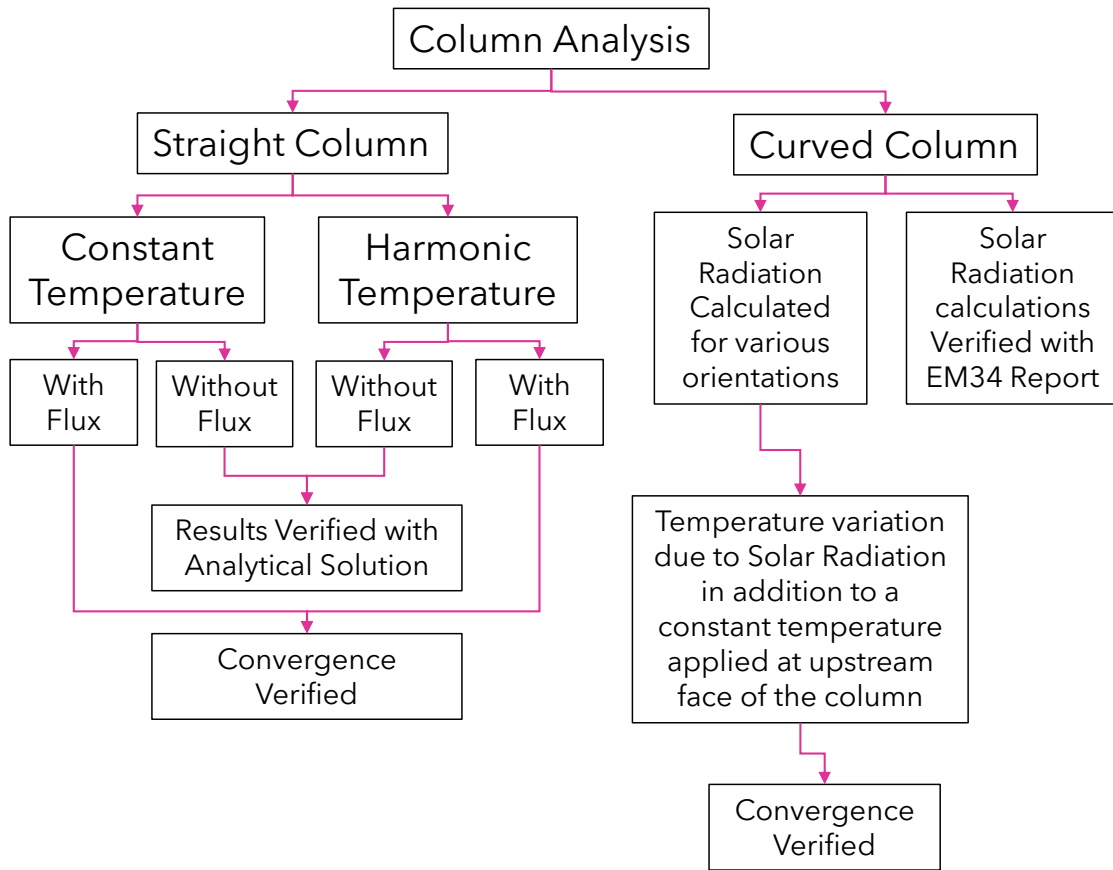 Column Analysis
Straight Column
Curved Column
Constant
Temperature
Harmonic
Temperature
Solar
Radiation
Calculated
for various
orientations
Solar
Radiation
calculations
Verified with
EM34 Report
With
Flux
Without
Flux
Without
Flux
With
Flux
Results Verified with
Analytical Solution
Temperature variation
due to Solar Radiation
in addition to a
constant temperature
applied at upstream
face of the column
Convergence
Verified
Convergence
Verified